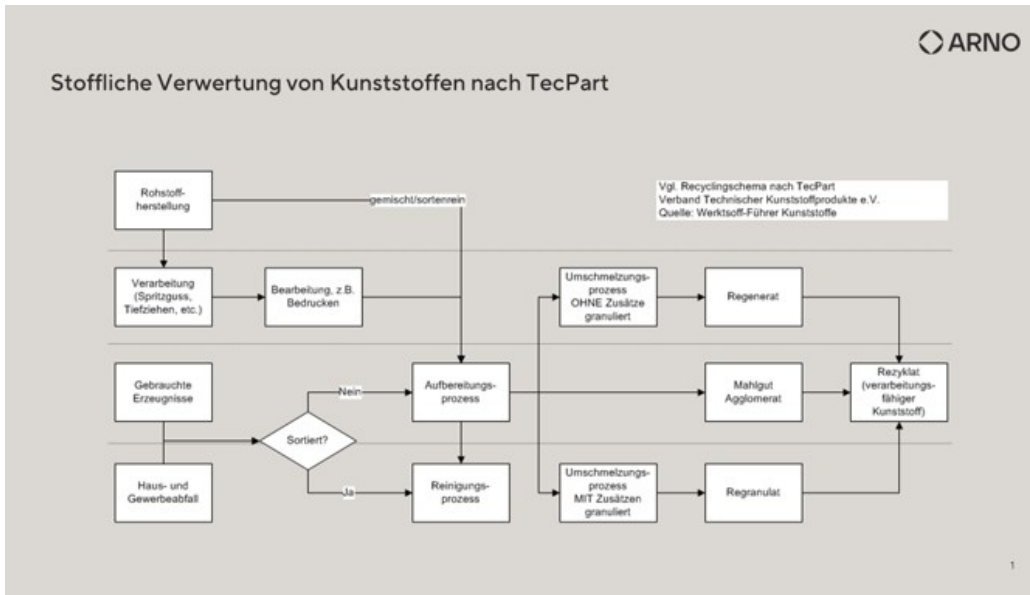 ARNO
Stoffliche Verwertung von Kunststoffen nach TecPart
Rohstoff-
herstellung
gemischt/sortenrein
Vgl. Recyclingschema nach TecPart
Verband Technischer Kunststoffprodukte e.V.
Quelle: Werktsoff-Führer Kunststoffe
Verarbeitung
(Spritzguss,
Tiefziehen, etc.)
Bearbeitung, z.B.
Bedrucken
Umschmelzungs-
prozess
OHNE Zusätze
granuliert
Regenerat
Gebrauchte
Erzeugnisse
Nein
Aufbereitungs-
prozess
Mahlgut
Agglomerat
Rezyklat
(verarbeitungs-
fähiger
Kunststoff)
Sortiert?
Haus- und
Gewerbeabfall
Ja
Reinigungs-
prozess
Umschmelzungs-
prozess
MIT Zusätzen
granuliert
Regranulat
1